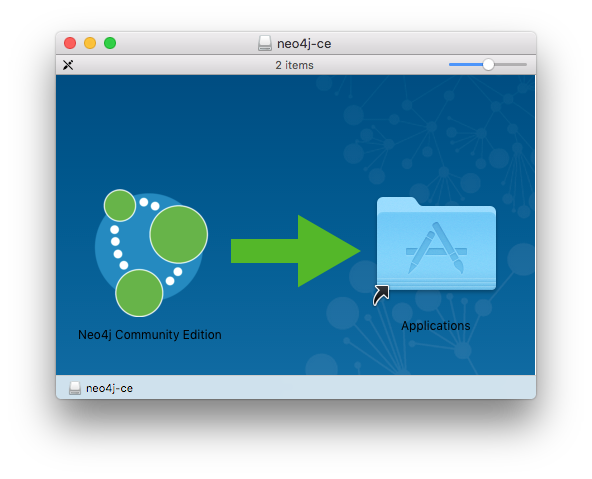 neo4j-ce
2 items
Neo4j Community Edition
Applications
neo4j-ce